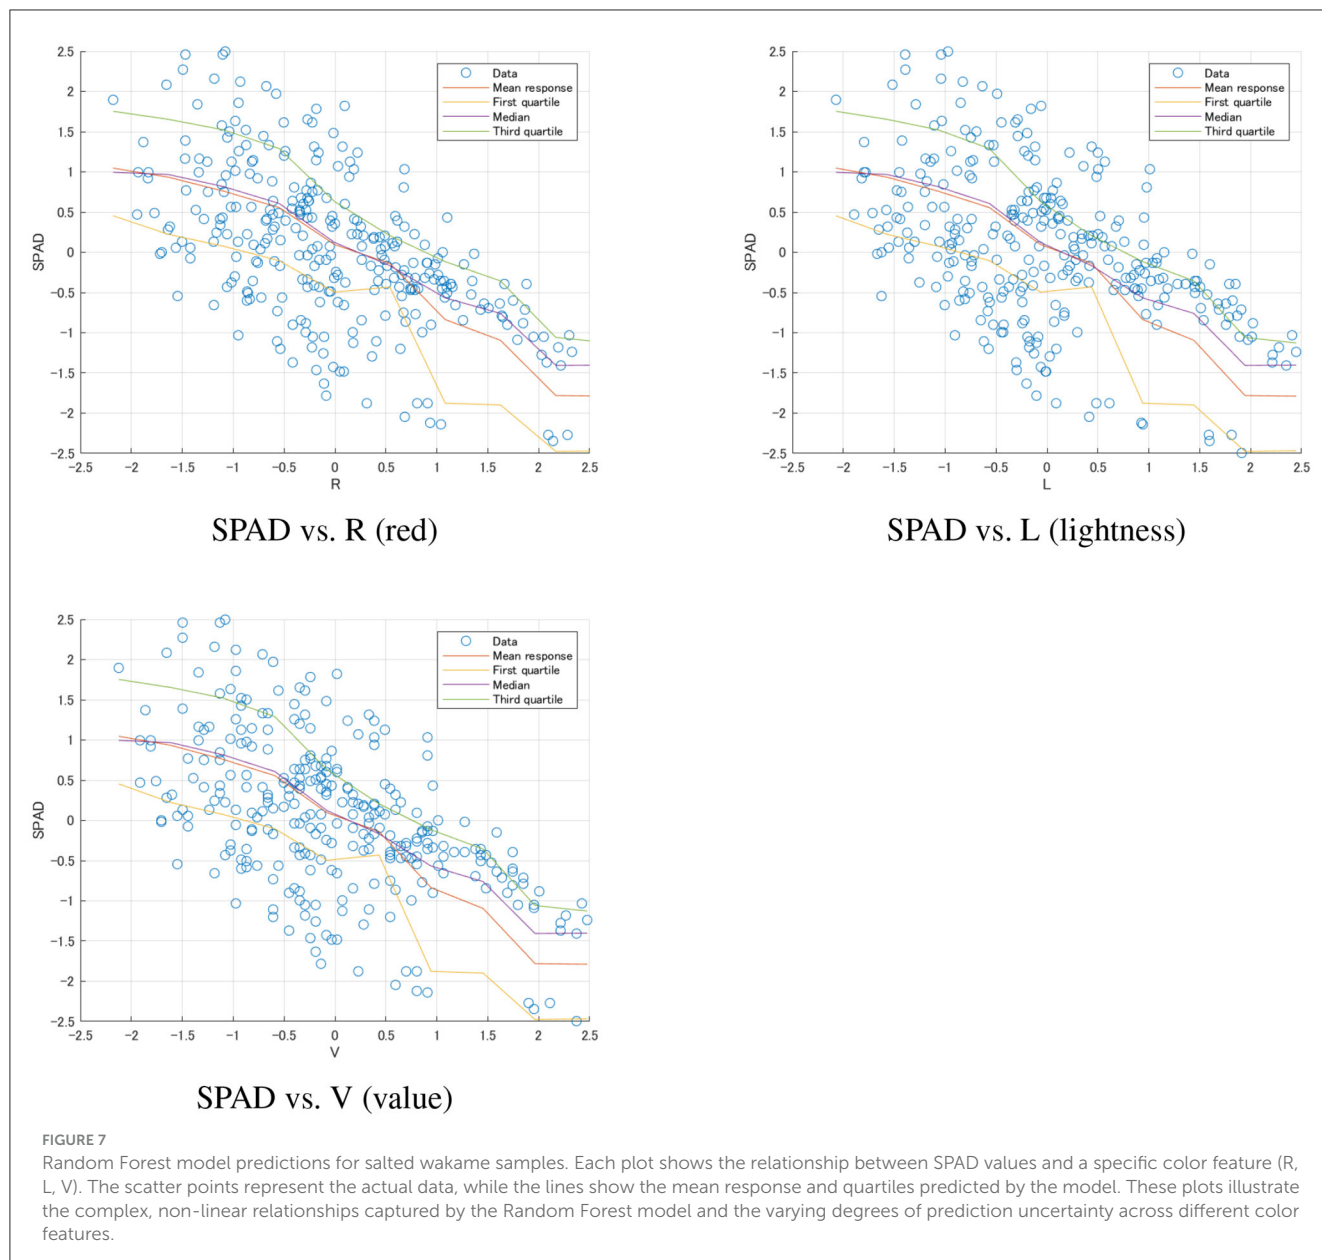 2.5
2
1.5
1
0.5
0
-0.5
-1
-1.5
-2
-2.5
SPAD
Data
Mean response
First quartile
Median
Third quartile
-2.5 -2 -1.5 -1 -0.5 0 0.5 1 1.5 2 2.5
R
SPAD vs. R (red)
2.5
2
1.5
1
0.5
0
-0.5
-1
-1.5
-2
-2.5
SPAD
Data
Mean response
First quartile
Median
Third quartile
-2.5 -2 -1.5 -1 -0.5 0 0.5 1 1.5 2 2.5
L
SPAD vs. L (lightness)
2.5
2
1.5
1
0.5
0
-0.5
-1
-1.5
-2
-2.5
SPAD
Data
Mean response
First quartile
Median
Third quartile
-2.5 -2 -1.5 -1 -0.5 0 0.5 1 1.5 2 2.5
V
SPAD vs. V (value)
FIGURE 7
Random Forest model predictions for salted wakame samples. Each plot shows the relationship between SPAD values and a specific color feature (R,
L, V). The scatter points represent the actual data, while the lines show the mean response and quartiles predicted by the model. These plots illustrate
the complex, non-linear relationships captured by the Random Forest model and the varying degrees of prediction uncertainty across different color
features.